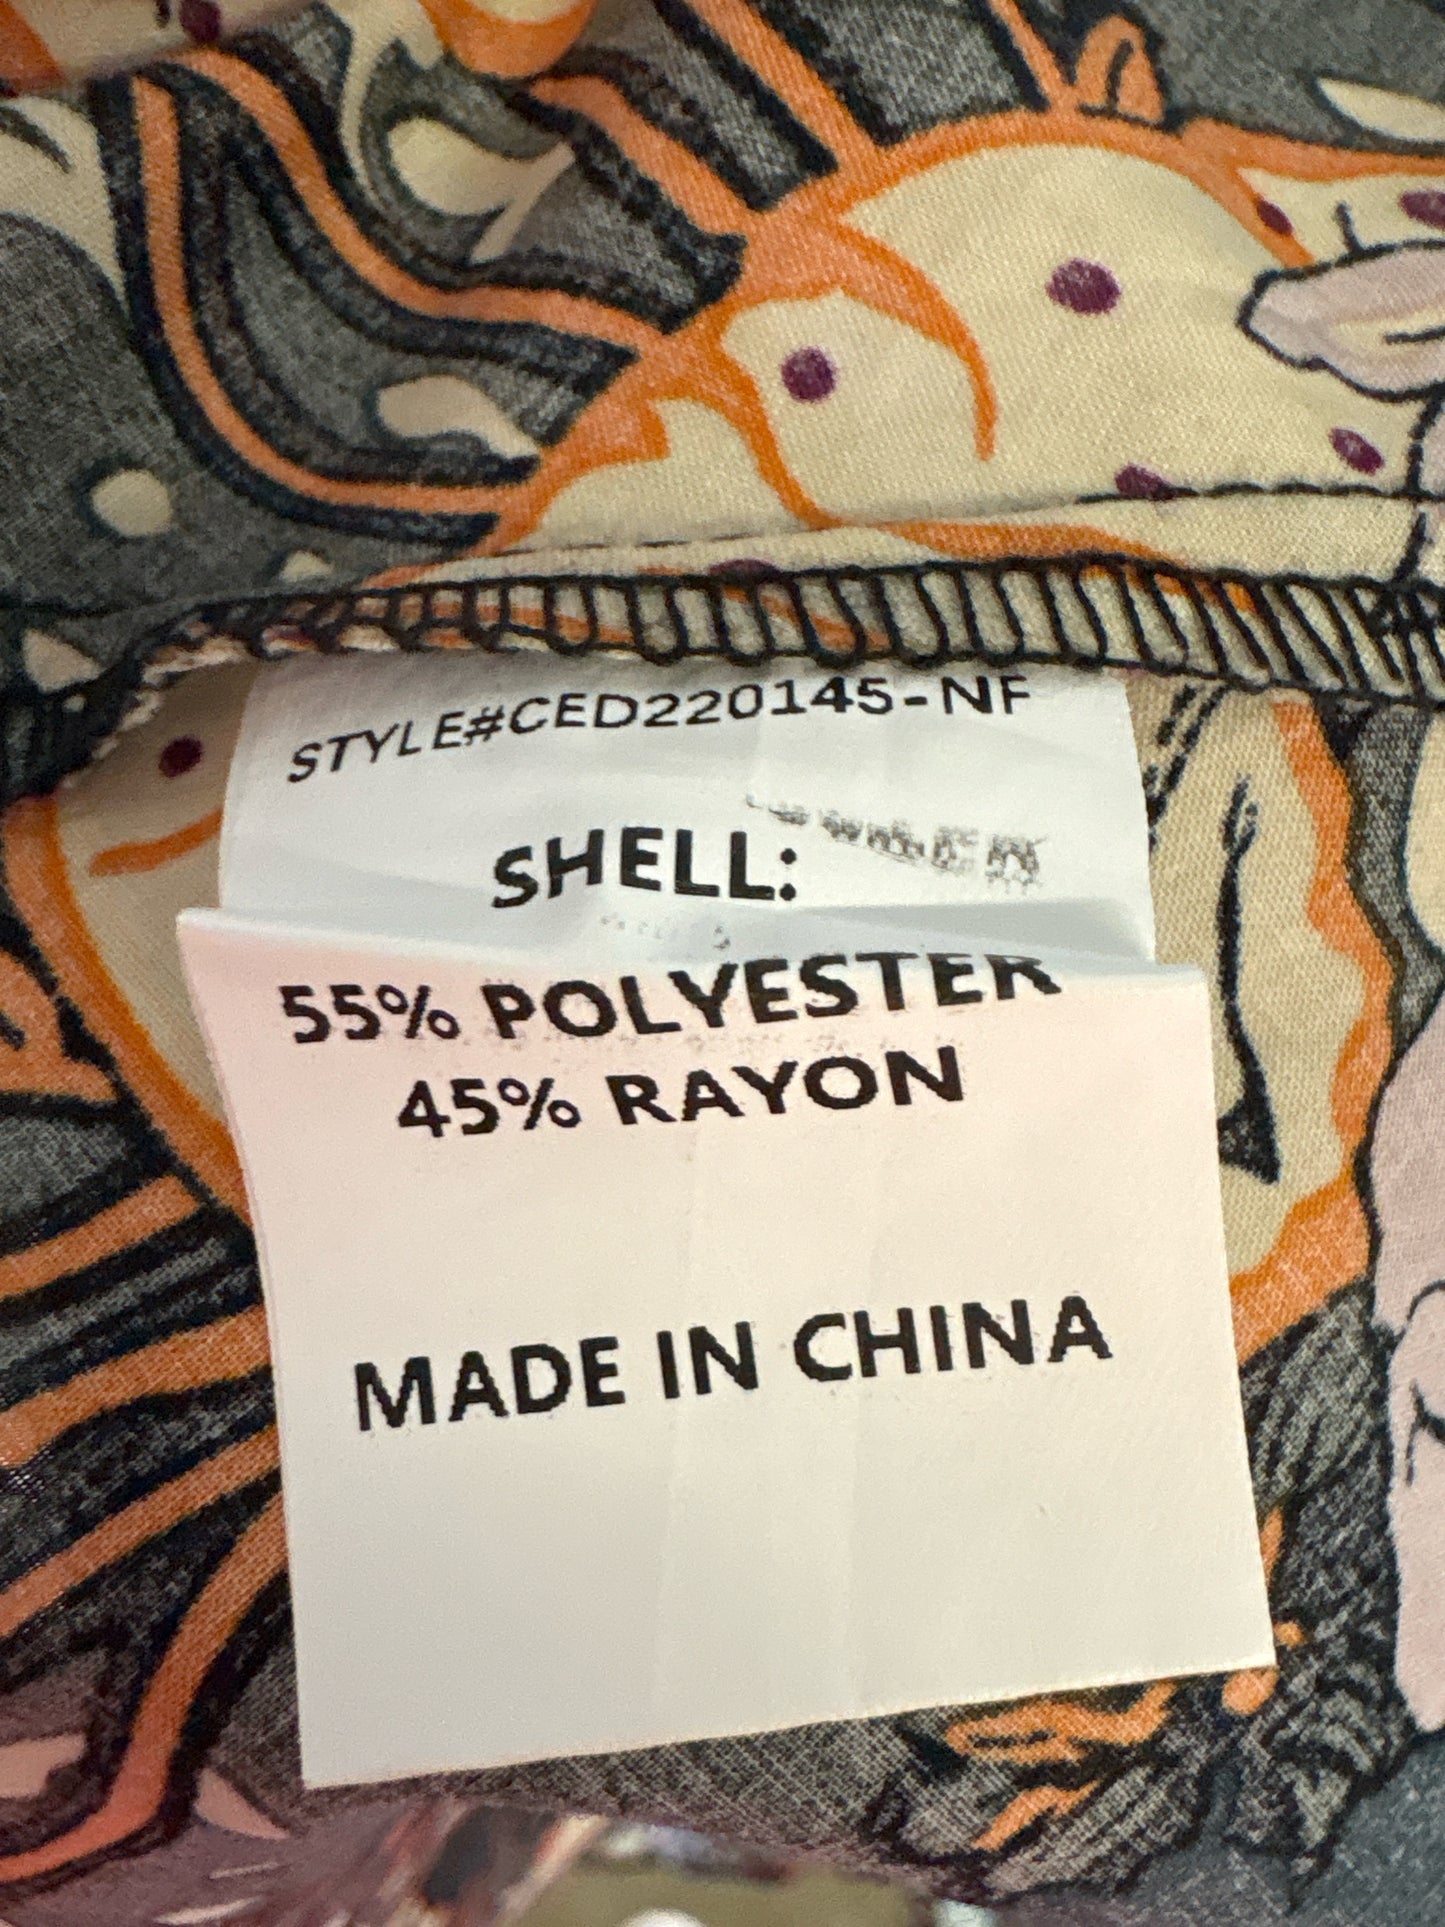 STYLE#CED220145-NF
SHELL:
55% POLYESTER
45% RAYON
MADE IN CHINA